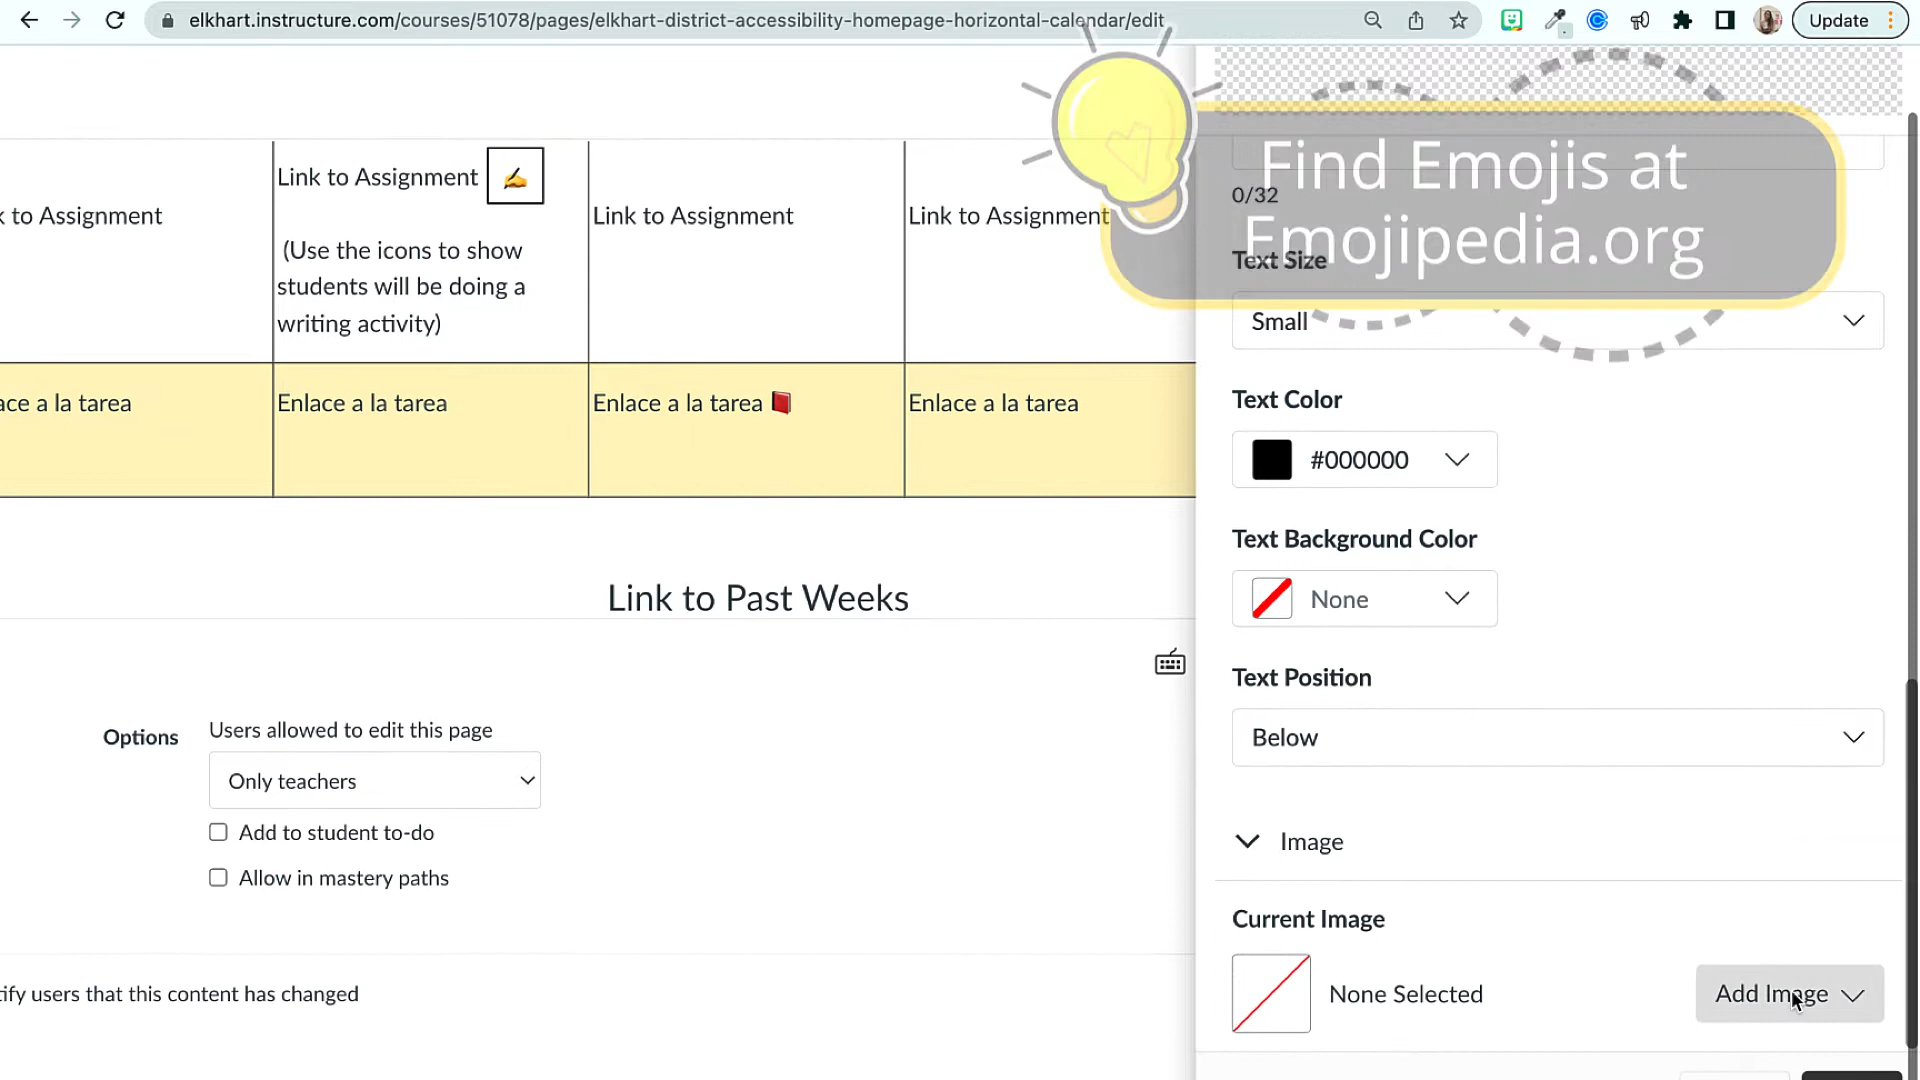 elkhart.instructure.com/courses/51078/pages/elkhart-district-accessibility-homepage-horizontal-calendar/edit
Update
Find Emojis at
Emojipedia.org
k to Assignment
Link to Assignment ✍
(Use the icons to show
students will be doing a
writing activity)
Link to Assignment
Link to Assignment
ace a la tarea
Enlace a la tarea
Enlace a la tarea
Enlace a la tarea
Link to Past Weeks
Options
Users allowed to edit this page
Only teachers
Add to student to-do
Allow in mastery paths
ify users that this content has changed
0/32
Text Size
Small
Text Color
#000000
Text Background Color
None
Text Position
Below
Image
Current Image
None Selected
Add Image